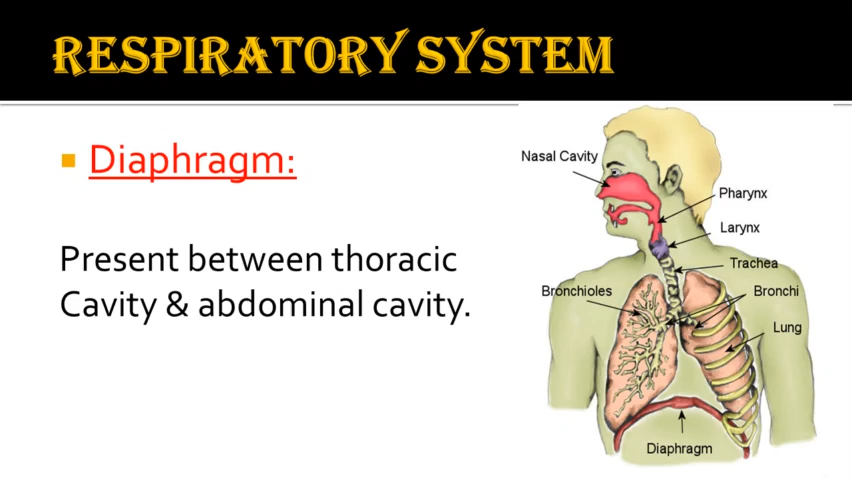 RESPIRATORY SYSTEM
Diaphragm:
Present between thoracic
Cavity & abdominal cavity.
Nasal Cavity
Pharynx
Larynx
Trachea
Bronchioles
Bronchi
Lung
Diaphragm